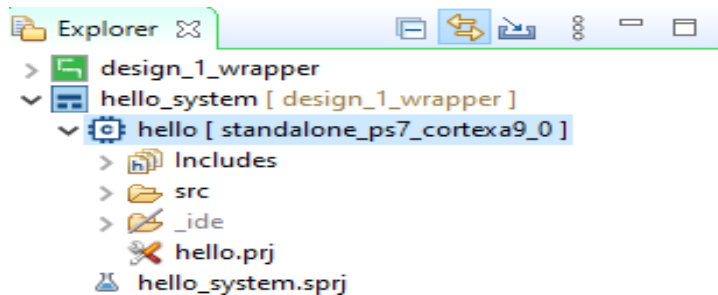 Explorer
design_1_wrapper
hello_system [ design_1_wrapper ]
hello [ standalone_ps7_cortexa9_0 ]
Includes
src
_ide
hello.prj
hello_system.sprj